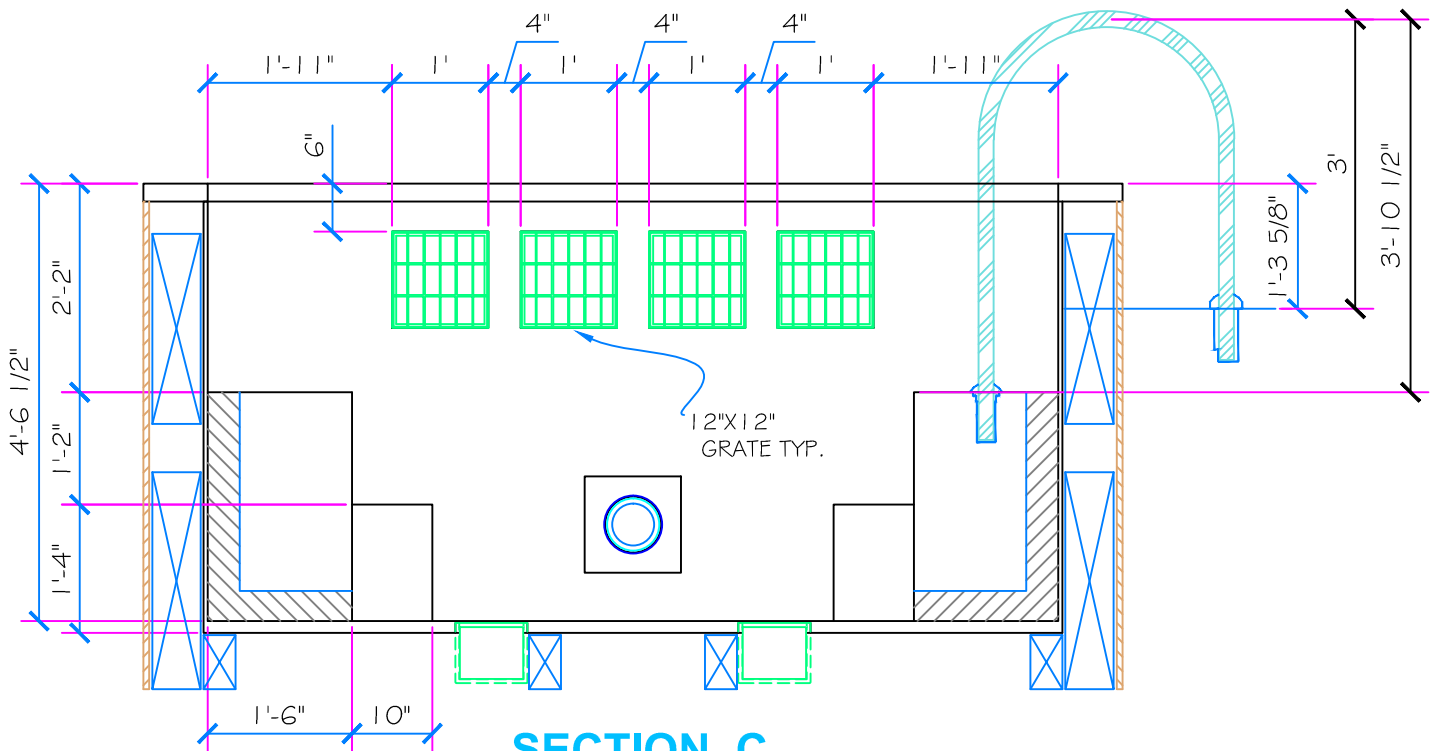 4" 4" 4"
1'-11" 1' 1' 1' 1' 1'-11"
6"
3'
3'-10 1/2"
1'-3 5/8"
2'-2"
4'-6 1/2"
1'-2"
1'-4"
12"X12"
GRATE TYP.
1'-6" 10"
SECTION C